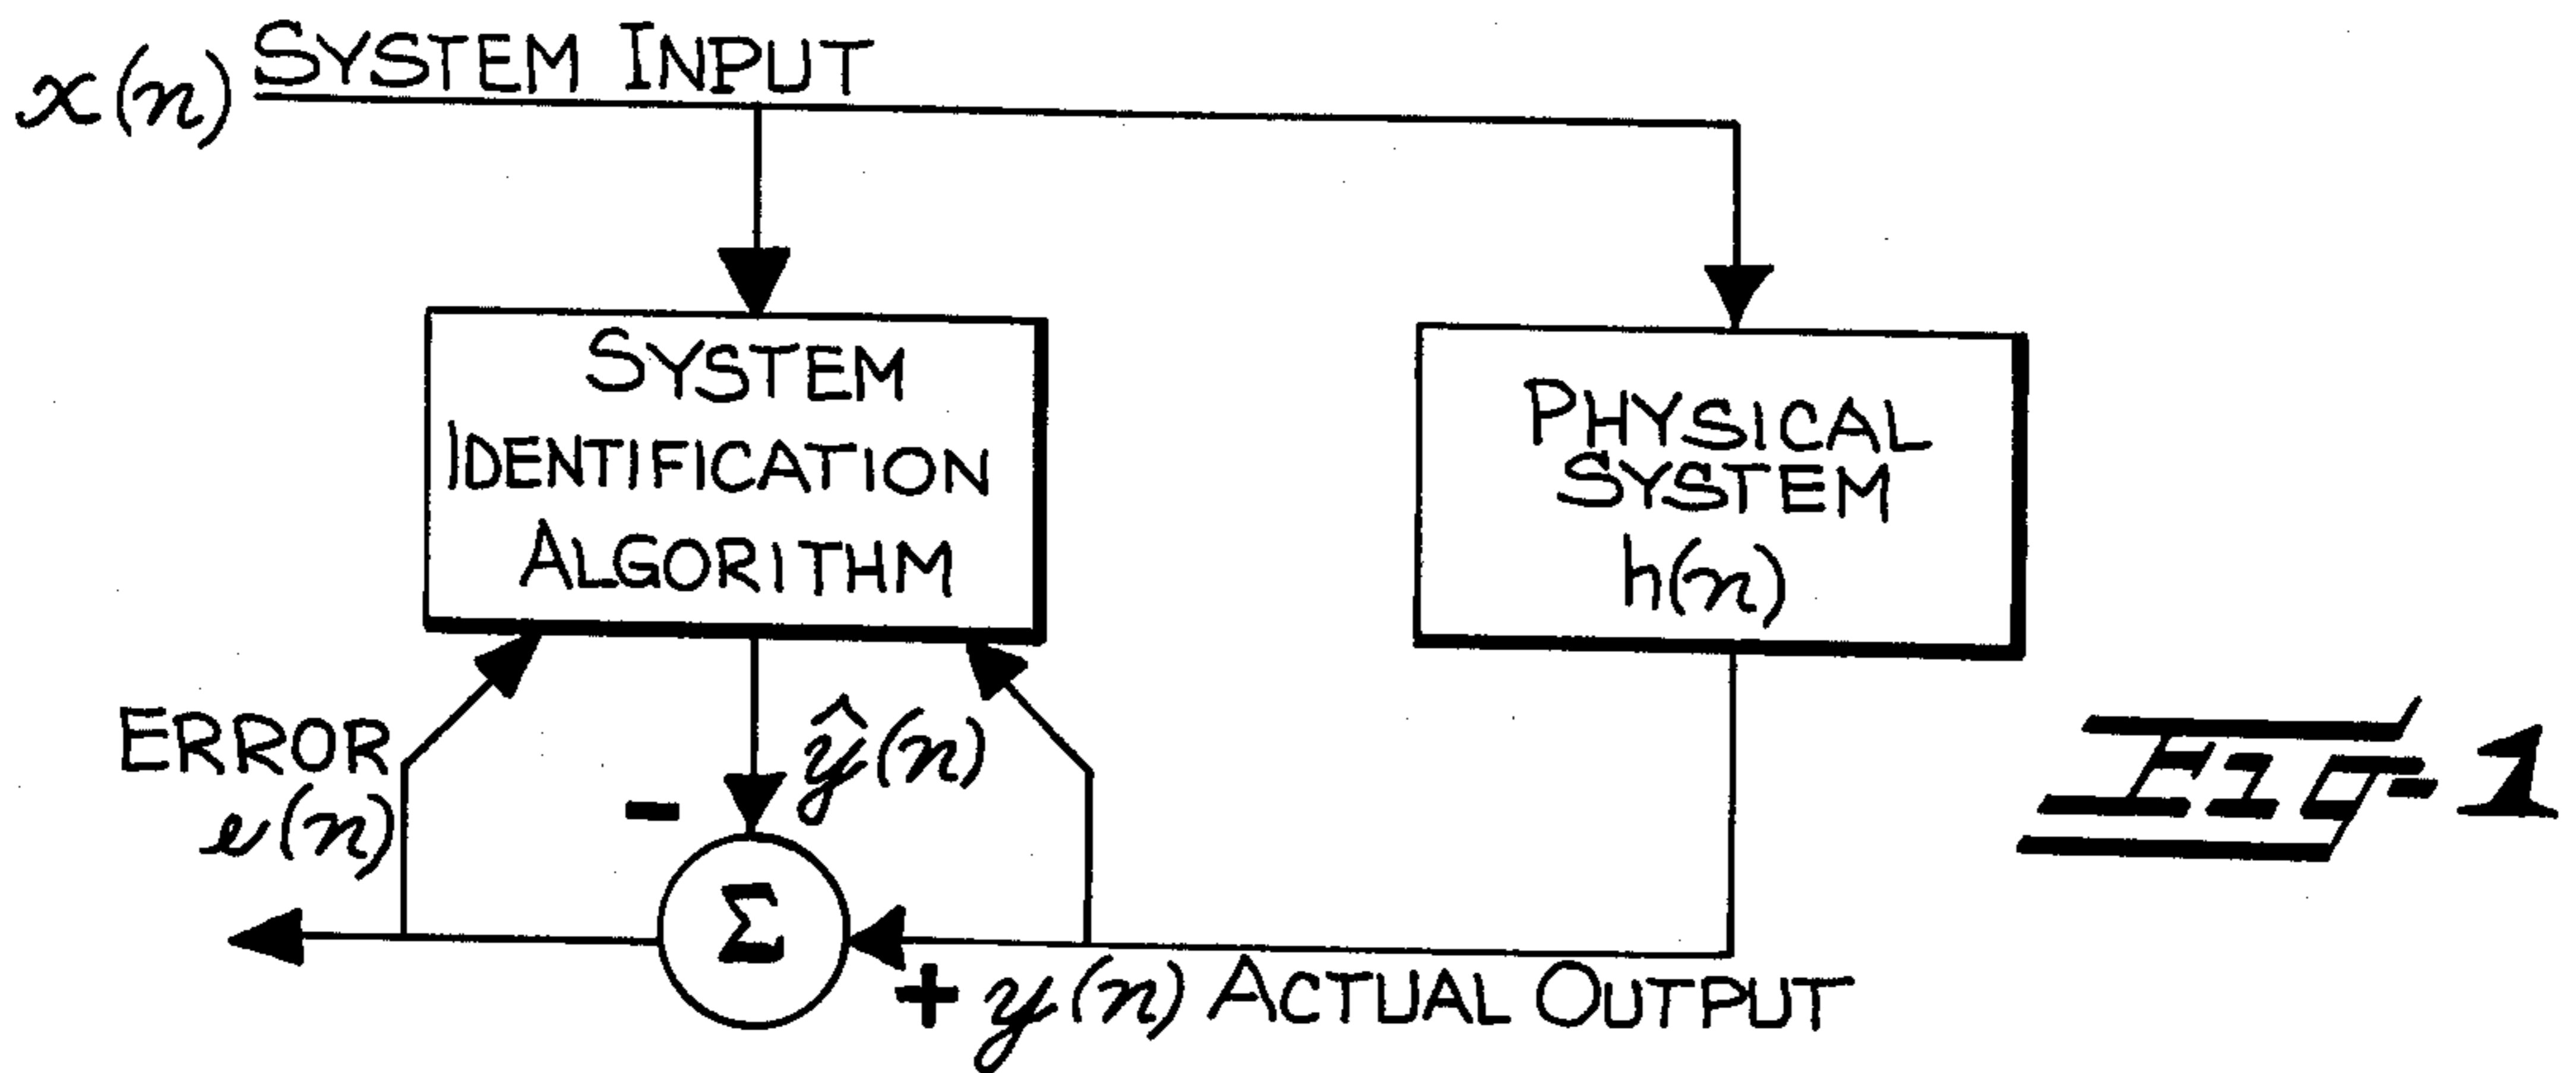 x(n) SYSTEM INPUT
SYSTEM
IDENTIFICATION
ALGORITHM
PHYSICAL
SYSTEM
h(n)
ERROR
e(n)
-
ŷ(n)
Σ
+ y(n) ACTUAL OUTPUT
Fig-1